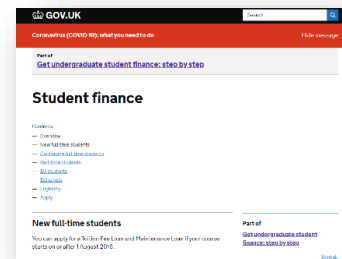 GOV.UK
Search
Coronavirus (COVID 19): what you need to do
Hide message
Part of
Get undergraduate student finance: step by step
Student finance
Contents
— Overview
— New full-time students
— Continuing full-time students
— Part-time students
— EU students
Extra help
— Eligibility
— Apply
New full-time students
You can apply for a Tuition Fee Loan and Maintenance Loan if your course
starts on or after 1 August 2016.
Part of
Get undergraduate student
finance: step by step